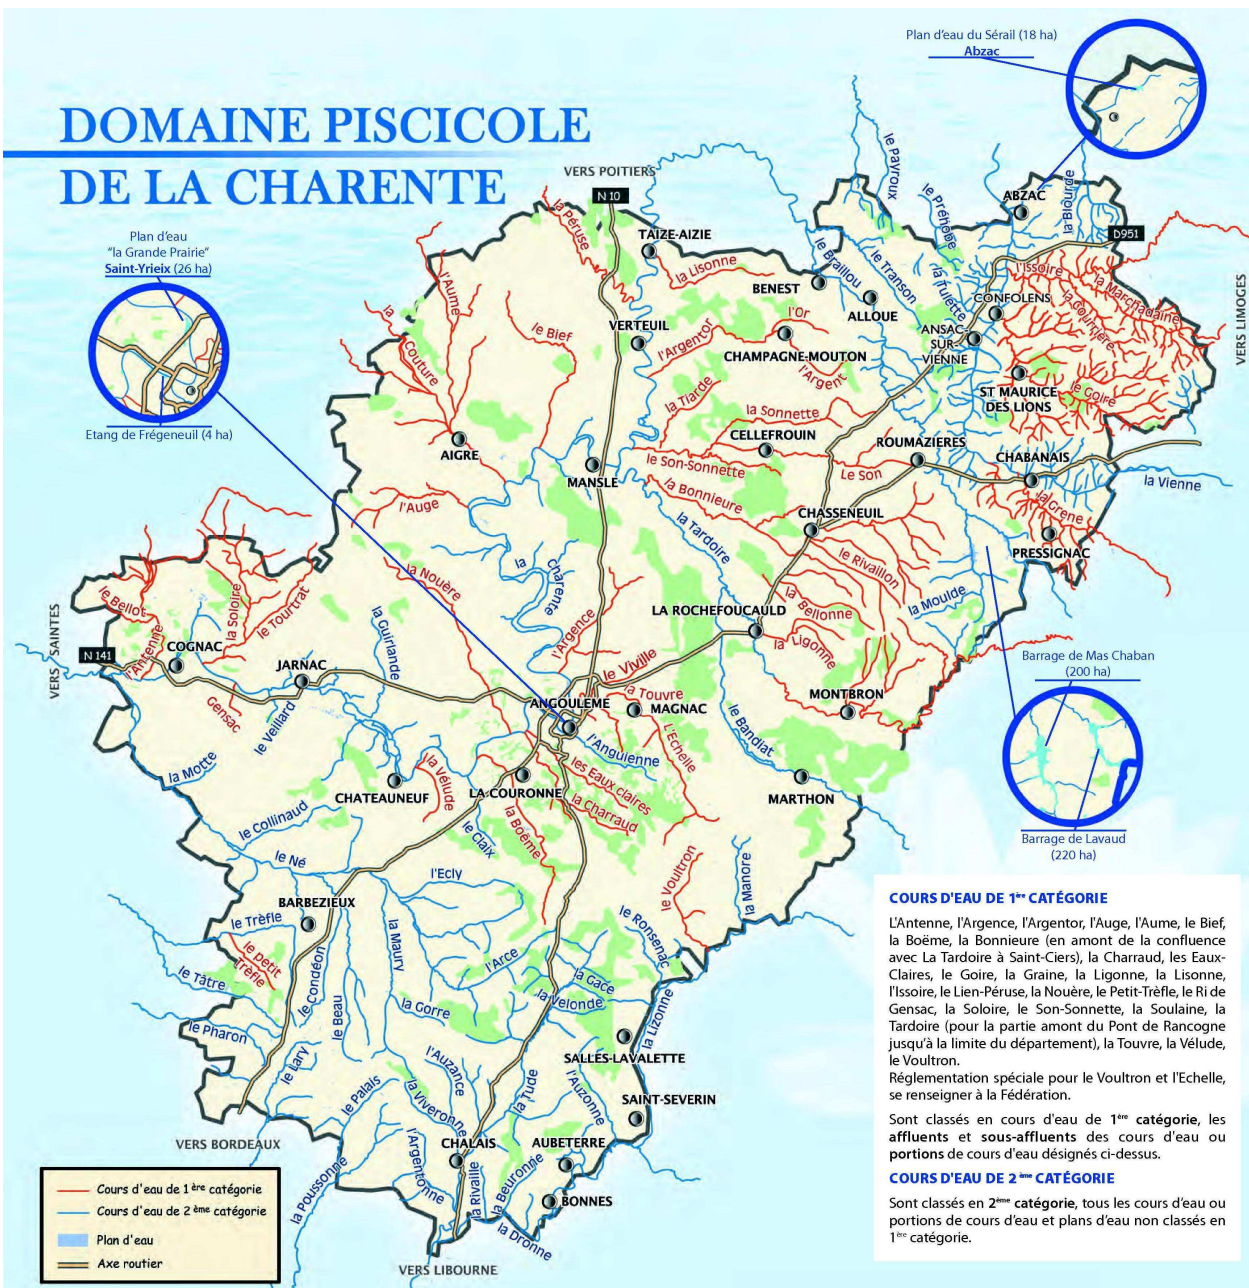 DOMAINE PISCICOLE
DE LA CHARENTE
Plan d'eau du Sérail (18 ha)
Abzac
Plan d'eau
"la Grande Prairie"
Saint-Yrieix (26 ha)
Etang de Frégeneuil (4 ha)
VERS POITIERS
N 10
TAIZE-AIZIE
la Péruse
la Lisonne
BENEST
le Braillou
ALLOUE
le Transon
le Payroux
le Préhobe
la Tulette
ABZAC
la Blourde
D951
VERS LIMOGES
l'Issoire
la Marchadaine
la Courrière
CONFOLENS
ANSAC-
SUR-
VIENNE
ST MAURICE
DES LIONS
le Goire
l'Aume
la
Couture
le Bief
VERTEUIL
l'Argentor
l'Or
CHAMPAGNE-MOUTON
l'Argent
la Tiarde
la Sonnette
CELLEFROUIN
ROUMAZIERES
CHABANAIS
la Vienne
AIGRE
MANSLE
le Son-Sonnette
Le Son
la Bonnieure
l'Auge
la Tardoire
CHASSENEUIL
la Grene
PRESSIGNAC
le Rivaillon
la
Charente
la Nouère
la Moulde
la Bellonne
LA ROCHEFOUCAULD
la Ligonne
le Bellot
la Soloire
le Tourtrat
l'Antenne
COGNAC
la Guirlande
l'Argence
N 141
VERS SAINTES
JARNAC
le Viville
Gensac
le Veillard
ANGOULEME
la Touvre
MAGNAC
MONTBRON
Barrage de Mas Chaban
(200 ha)
Barrage de Lavaud
(220 ha)
l'Anguienne
L'Echelle
le Bandiat
la Motte
la Vélude
CHATEAUNEUF
LA COURONNE
les Eaux claires
la Charraud
MARTHON
le Collinaud
le Claix
la Boëme
le Né
l'Ecly
le Voultron
la Manore
BARBEZIEUX
le Trèfle
le petit
Trèfle
la Maury
le Ronsenac
le Tâtre
le Condéon
l'Arce
la Gace
la Velonde
le Beau
la Gorre
la Lizonne
le Pharon
SALLES-LAVALETTE
le Lary
l'Auzance
le Palais
la Viveronne
la Tude
l'Auzonne
SAINT-SEVERIN
VERS BORDEAUX
CHALAIS
AUBETERRE
l'Argentonne
la Rivaille
la Beuronne
BONNES
la Poussonne
la Dronne
VERS LIBOURNE
Cours d'eau de 1ère catégorie
Cours d'eau de 2ème catégorie
Plan d'eau
Axe routier
COURS D'EAU DE 1ère CATÉGORIE
L'Antenne, l'Argence, l'Argentor, l'Auge, l'Aume, le Bief,
la Boëme, la Bonnieure (en amont de la confluence
avec La Tardoire à Saint-Ciers), la Charraud, les Eaux-
Claires, le Goire, la Graine, la Ligonne, la Lisonne,
l'Issoire, le Lien-Péruse, la Nouère, le Petit-Trèfle, le Ri de
Gensac, la Soloire, le Son-Sonnette, la Soulaine, la
Tardoire (pour la partie amont du Pont de Rancogne
jusqu'à la limite du département), la Touvre, la Vélude,
le Voultron.
Réglementation spéciale pour le Voultron et l'Echelle,
se renseigner à la Fédération.
Sont classés en cours d'eau de 1ère catégorie, les
affluents et sous-affluents des cours d'eau ou
portions de cours d'eau désignés ci-dessus.
COURS D'EAU DE 2ème CATÉGORIE
Sont classés en 2ème catégorie, tous les cours d'eau ou
portions de cours d'eau et plans d'eau non classés en
1ère catégorie.